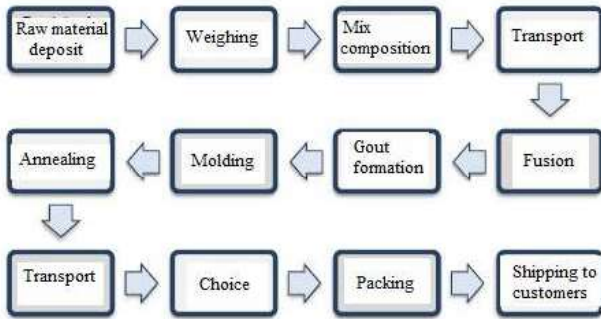 Raw material
deposit
Weighing
Mix
composition
Transport
Annealing
Molding
Gout
formation
Fusion
Transport
Choice
Packing
Shipping to
customers